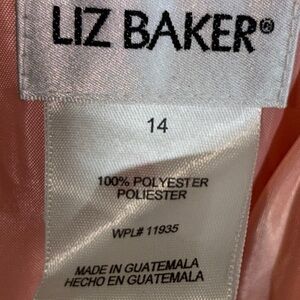 LIZ BAKER®
14
100% POLYESTER
POLIESTER
WPL# 11935
MADE IN GUATEMALA
HECHO EN GUATEMALA